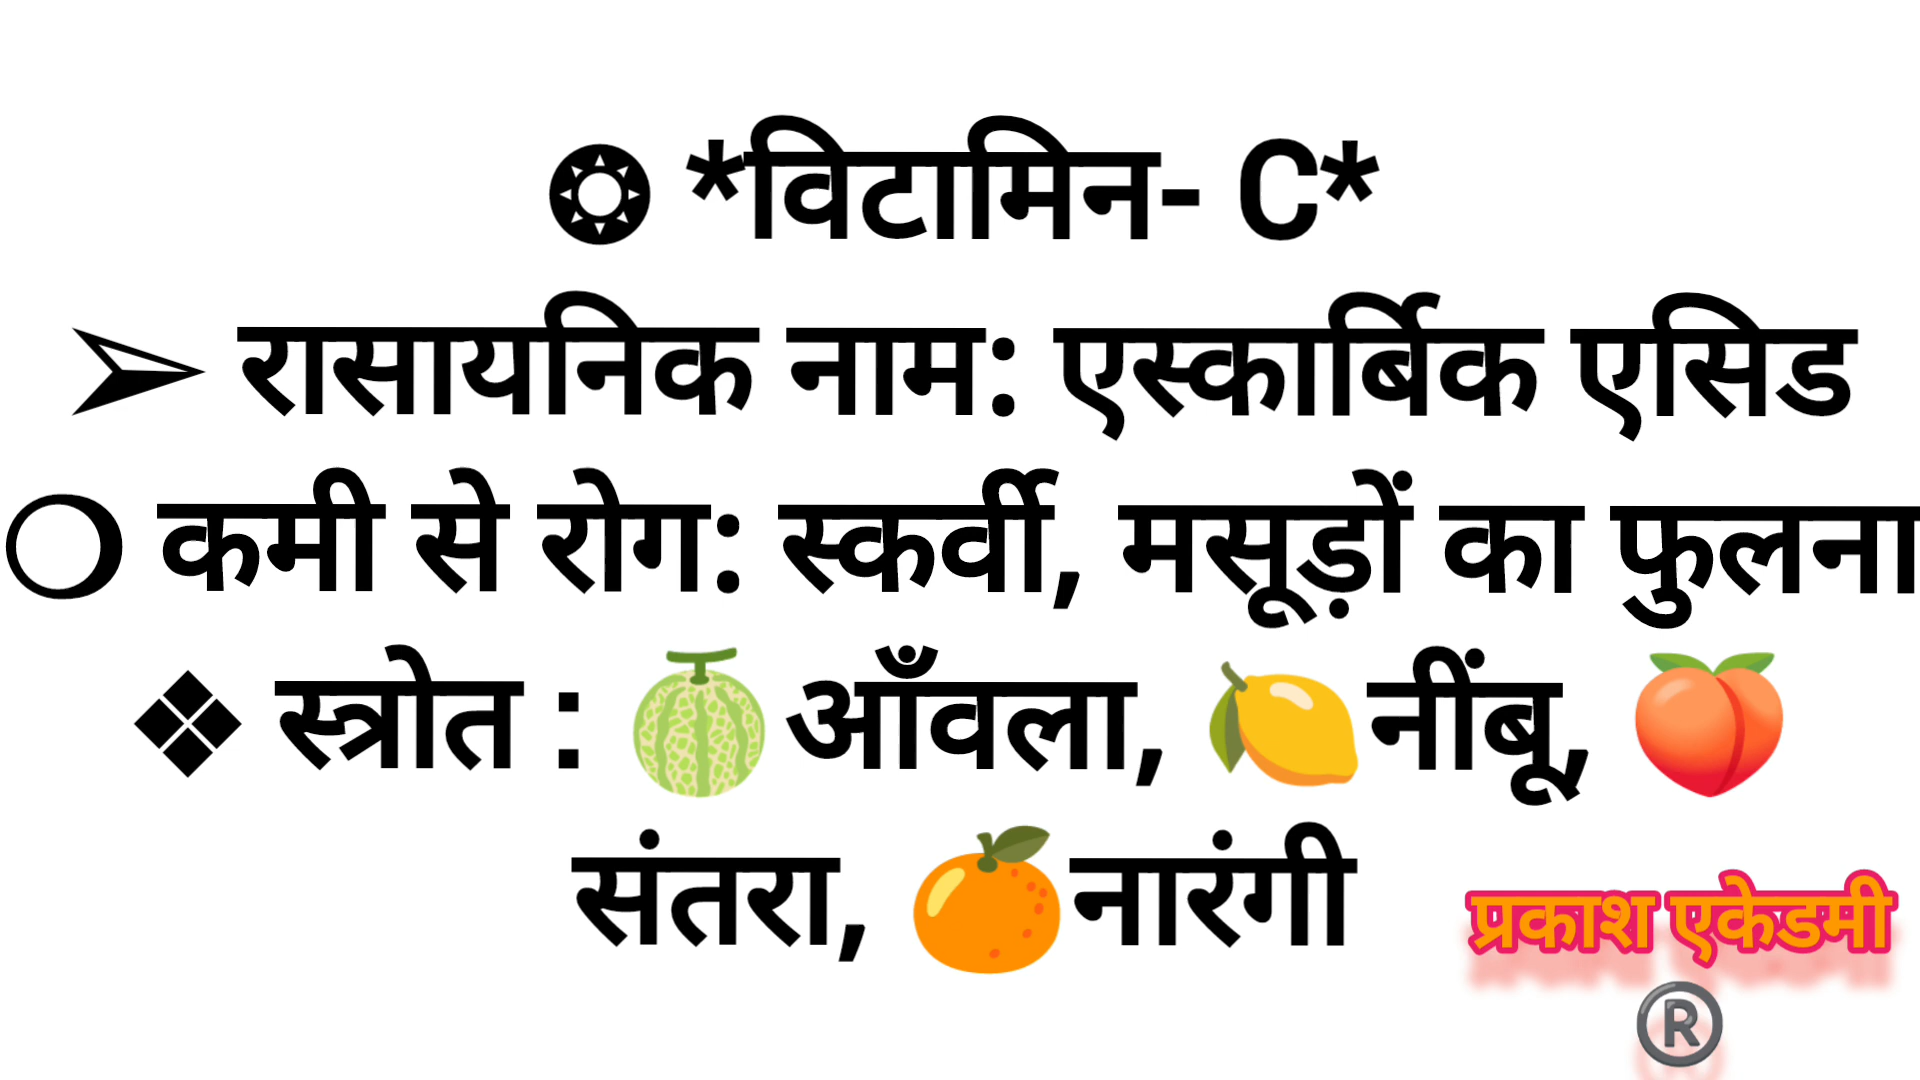 ❂ *विटामिन- C*
➢ रासायनिक नाम: एस्कार्बिक एसिड
❍ कमी से रोग: स्कर्वी, मसूड़ों का फुलना
❖ स्त्रोत : 🍈आँवला, 🍋नींबू, 🍑
संतरा, 🍊नारंगी
प्रकाश एकेडमी
®